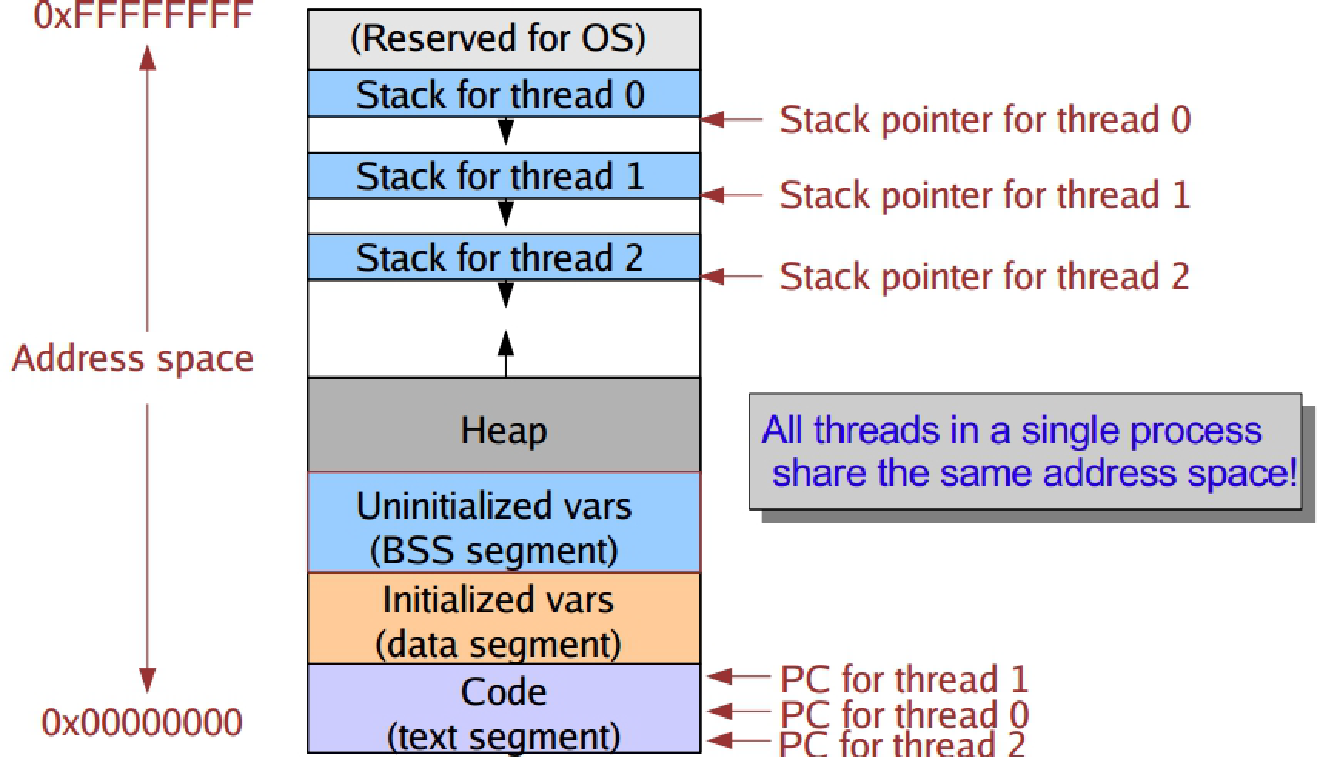 0xFFFFFFFF
(Reserved for OS)
Stack for thread 0
Stack pointer for thread 0
Stack for thread 1
Stack pointer for thread 1
Stack for thread 2
Stack pointer for thread 2
Address space
Heap
All threads in a single process
share the same address space!
Uninitialized vars
(BSS segment)
Initialized vars
(data segment)
Code
(text segment)
PC for thread 1
PC for thread 0
PC for thread 2
0x00000000